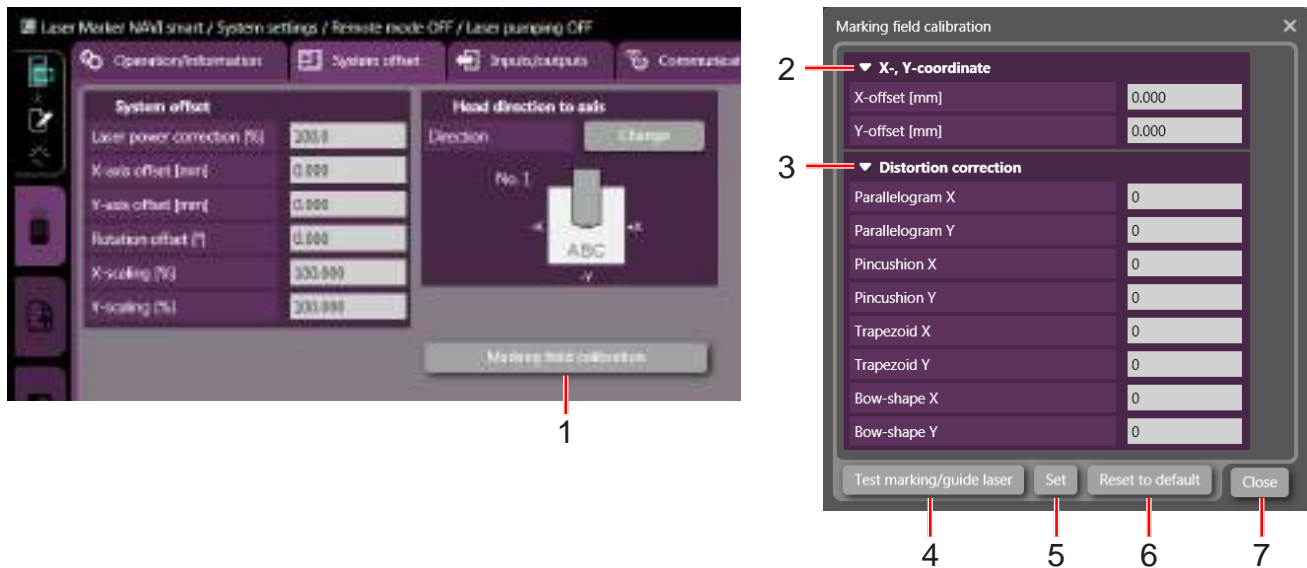 Laser Marker NAVI smart / System settings / Remote mode OFF / Laser pumping OFF
Operation/Information
System offset
Inputs/outputs
Communicat
System offset
Laser power correction [%]
100.0
X-axis offset [mm]
0.000
Y-axis offset [mm]
0.000
Rotation offset [°]
0.000
X-scaling [%]
100.000
Y-scaling [%]
100.000
Head direction to axis
Direction
Change
No. 1
-X
+X
ABC
-Y
Marking field calibration
1
Marking field calibration
2
X-, Y-coordinate
X-offset [mm]
0.000
Y-offset [mm]
0.000
3
Distortion correction
Parallelogram X
0
Parallelogram Y
0
Pincushion X
0
Pincushion Y
0
Trapezoid X
0
Trapezoid Y
0
Bow-shape X
0
Bow-shape Y
0
Test marking/guide laser
Set
Reset to default
Close
4
5
6
7